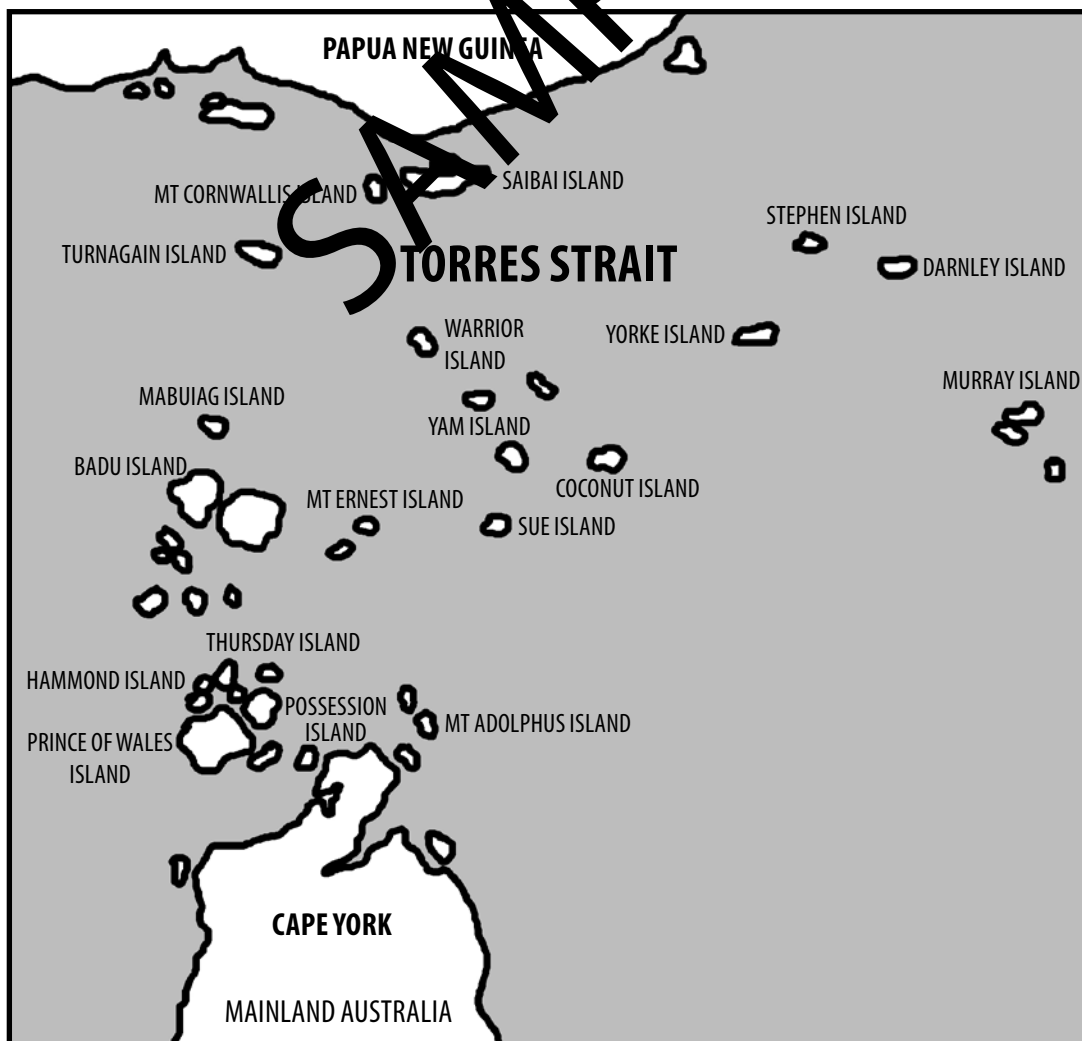 PAPUA NEW GUINEA
SAMP
SAIBAI ISLAND
MT CORNWALLIS ISLAND
STEPHEN ISLAND
TURNAGAIN ISLAND
TORRES STRAIT
DARNLEY ISLAND
WARRIOR
ISLAND
YORKE ISLAND
MURRAY ISLAND
MABUIAG ISLAND
YAM ISLAND
BADU ISLAND
COCONUT ISLAND
MT ERNEST ISLAND
SUE ISLAND
THURSDAY ISLAND
HAMMOND ISLAND
POSSESSION
ISLAND
MT ADOLPHUS ISLAND
PRINCE OF WALES
ISLAND
CAPE YORK
MAINLAND AUSTRALIA